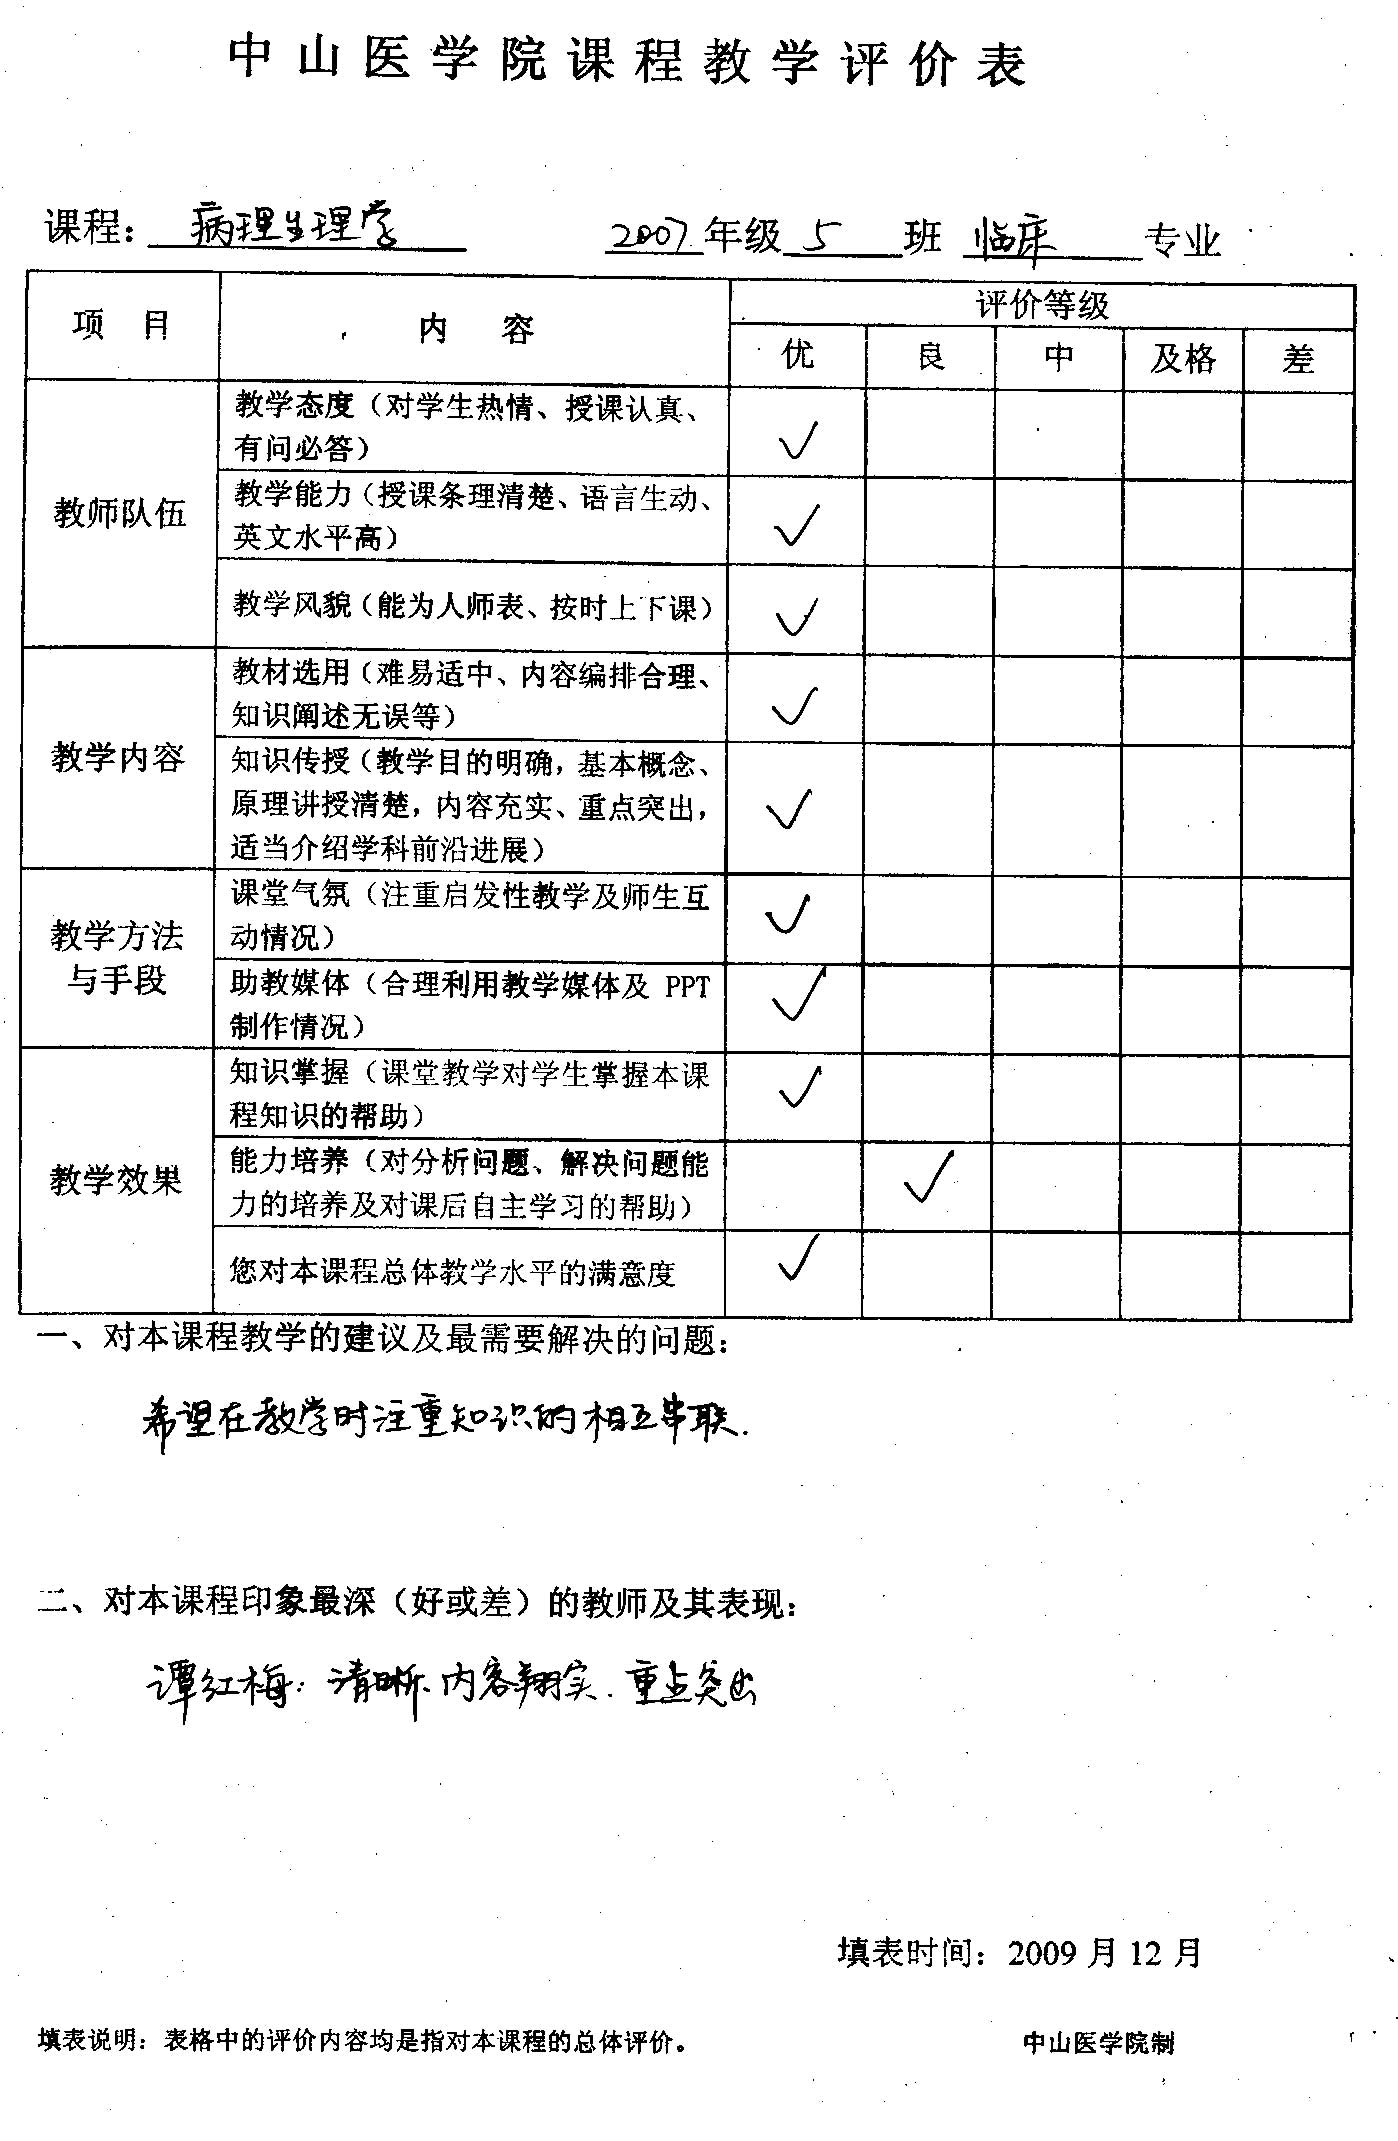 中山医学院课程教学评价表
课程：病理生理学 2007年级 5 班 临床 专业
项 目 内 容 评价等级
优 良 中 及格 差
教师队伍
教学态度（对学生热情、授课认真、
有问必答） ✓
教学能力（授课条理清楚、语言生动、
英文水平高） ✓
教学风貌（能为人师表、按时上下课） ✓
教学内容
教材选用（难易适中、内容编排合理、
知识阐述无误等） ✓
知识传授（教学目的明确，基本概念、
原理讲授清楚，内容充实、重点突出，
适当介绍学科前沿进展） ✓
教学方法
与手段
课堂气氛（注重启发性教学及师生互
动情况） ✓
助教媒体（合理利用教学媒体及 PPT
制作情况） ✓
教学效果
知识掌握（课堂教学对学生掌握本课
程知识的帮助） ✓
能力培养（对分析问题、解决问题能
力的培养及对课后自主学习的帮助） ✓
您对本课程总体教学水平的满意度 ✓
一、对本课程教学的建议及最需要解决的问题：
希望在教学时注重知识的相互串联.
二、对本课程印象最深（好或差）的教师及其表现：
谭红梅：清晰.内容翔实.重点突出
填表时间：2009 月 12 月
填表说明：表格中的评价内容均是指对本课程的总体评价。 中山医学院制